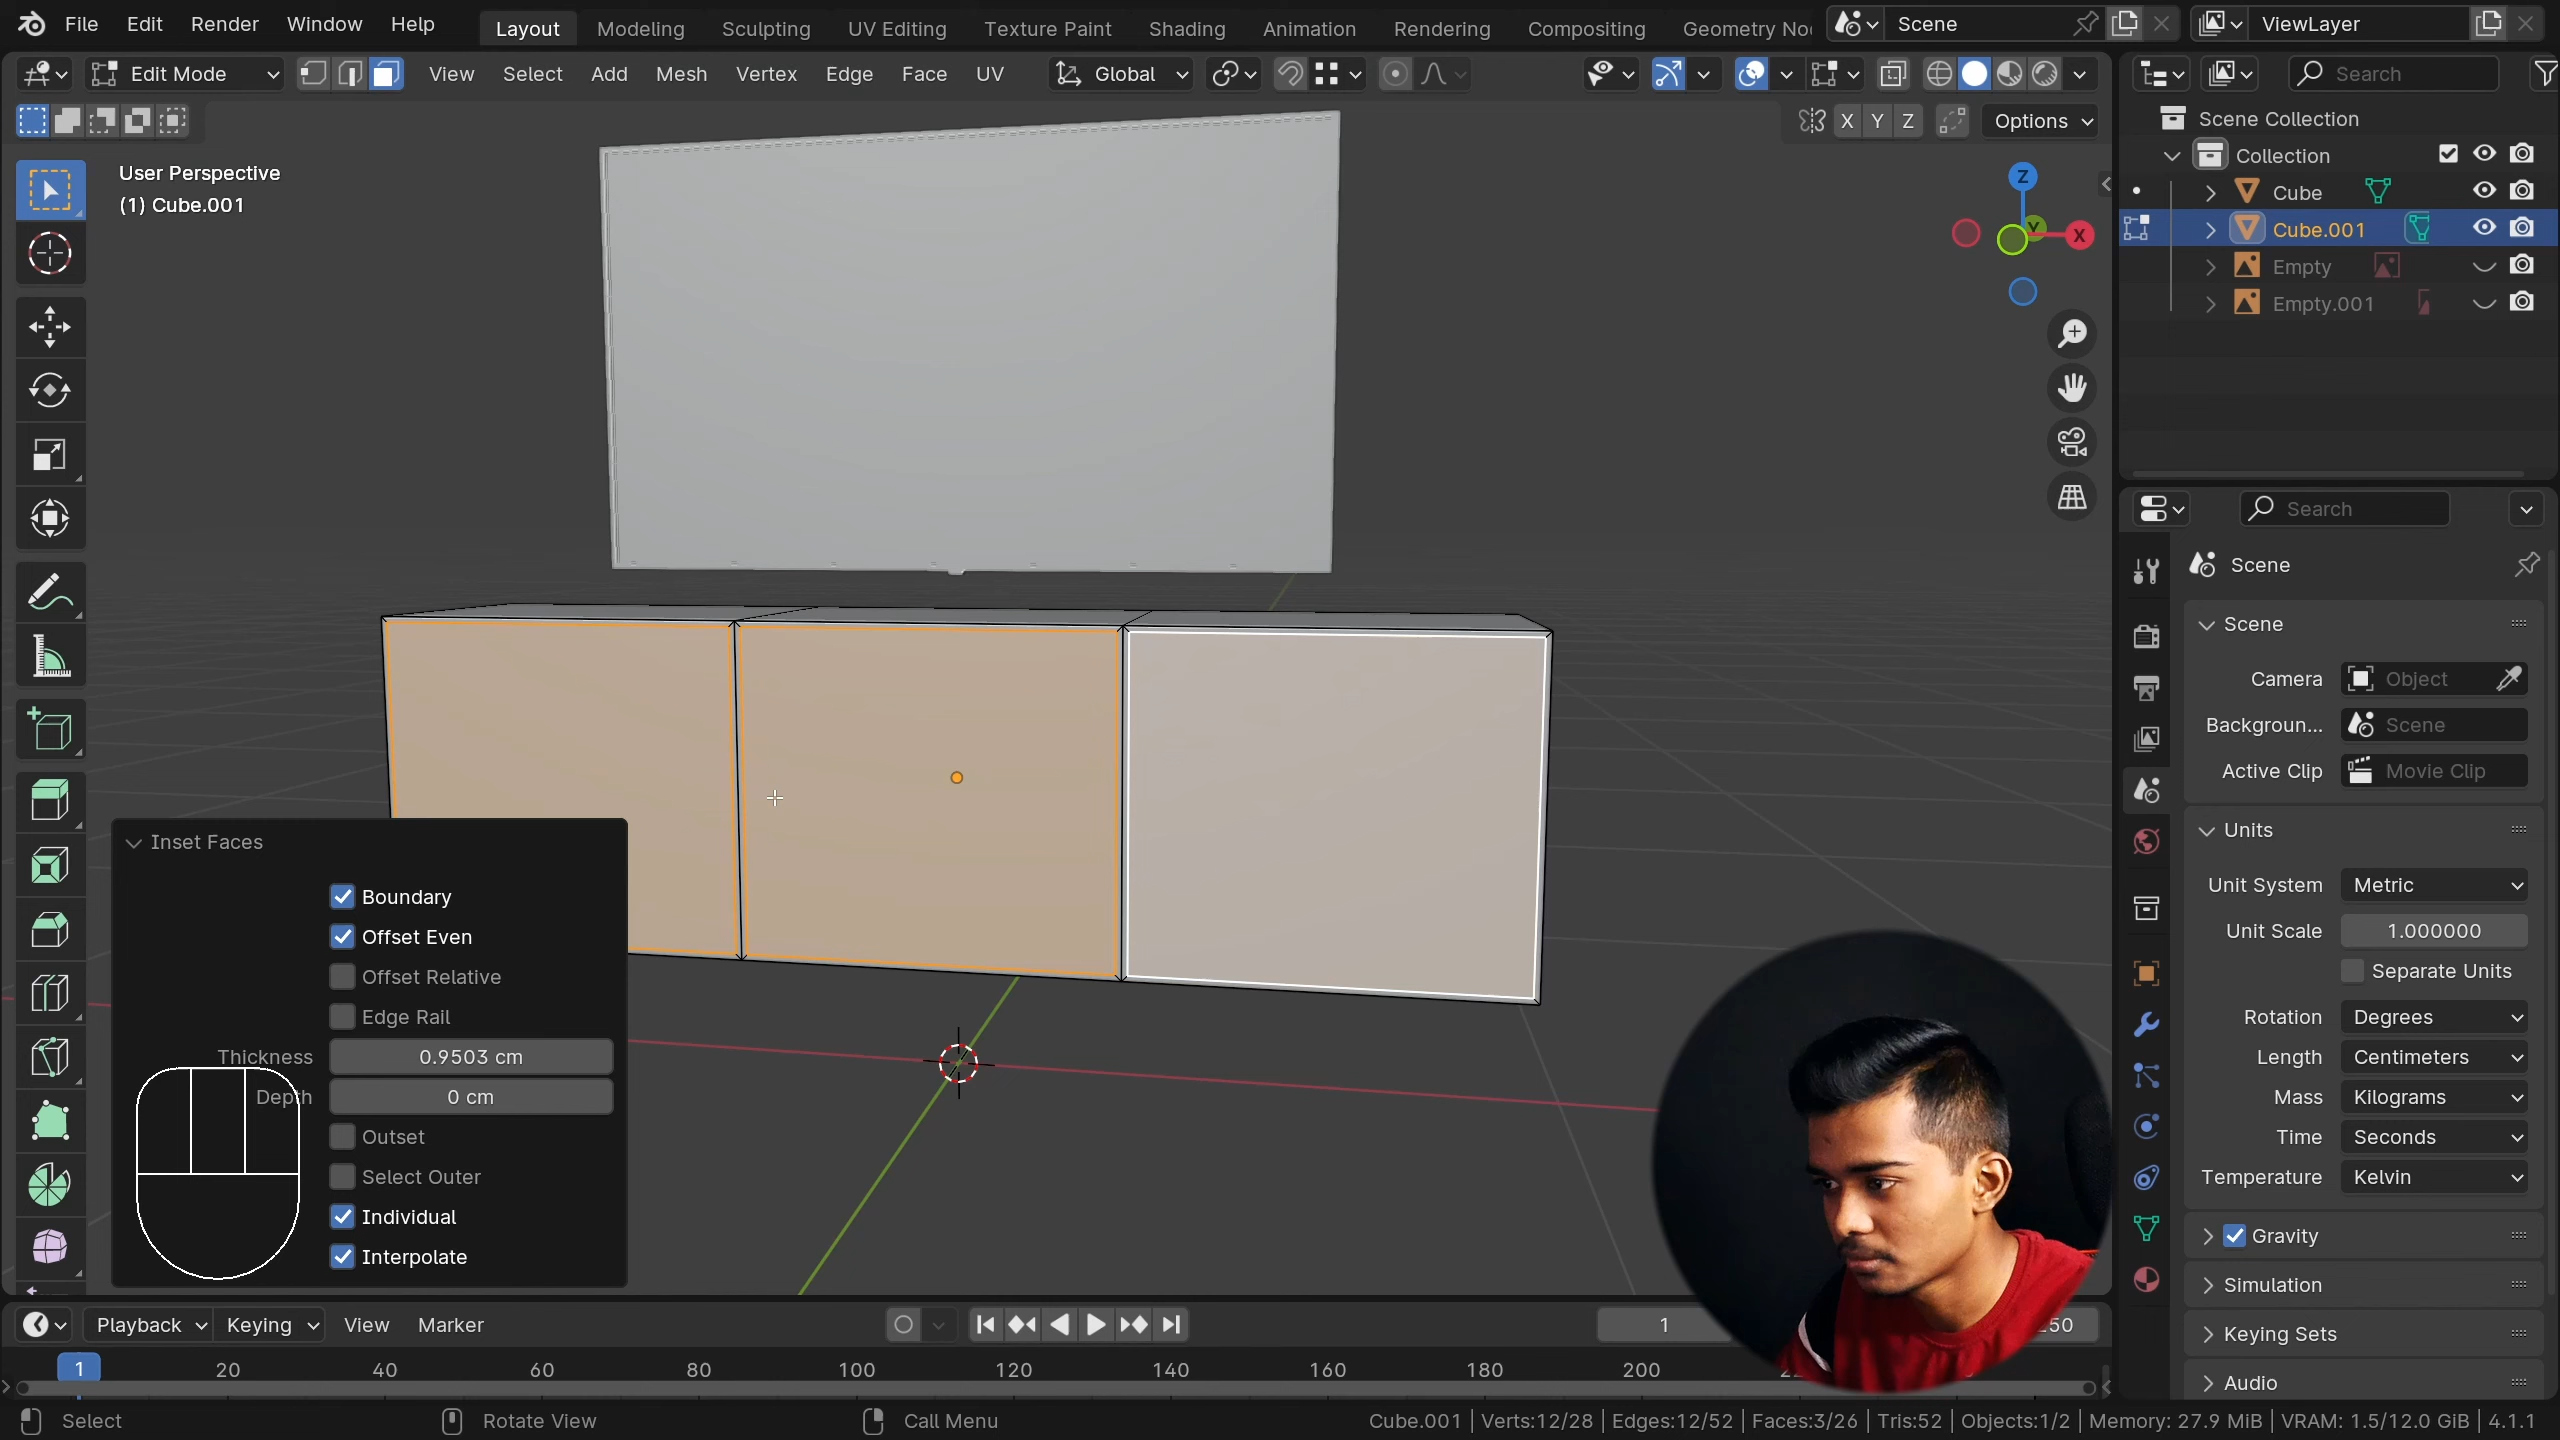 File Edit Render Window Help Layout Modeling Sculpting UV Editing Texture Paint Shading Animation Rendering Compositing Geometry No Scene ViewLayer
Edit Mode View Select Add Mesh Vertex Edge Face UV Global Search
X Y Z Options
Scene Collection
Collection
User Perspective
(1) Cube.001
Z
Y
X
Cube
Cube.001
Empty
Empty.001
Search
Scene
Scene
Camera Object
Backgroun... Scene
Active Clip Movie Clip
Units
Unit System Metric
Unit Scale 1.000000
Separate Units
Rotation Degrees
Length Centimeters
Mass Kilograms
Time Seconds
Temperature Kelvin
Gravity
Simulation
Keying Sets
Audio
Inset Faces
Boundary
Offset Even
Offset Relative
Edge Rail
Thickness 0.9503 cm
Depth 0 cm
Outset
Select Outer
Individual
Interpolate
Playback Keying View Marker 1 50
1 20 40 60 80 100 120 140 160 180 200
Select Rotate View Call Menu Cube.001 | Verts:12/28 | Edges:12/52 | Faces:3/26 | Tris:52 | Objects:1/2 | Memory: 27.9 MiB | VRAM: 1.5/12.0 GiB | 4.1.1